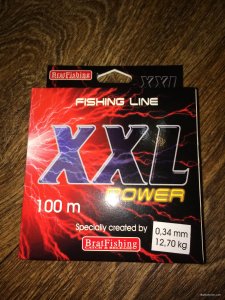 BratFishing
XXL
FISHING LINE
XXL
POWER
100 m
Specially created by
BratFishing
0,34 mm
12,70 kg